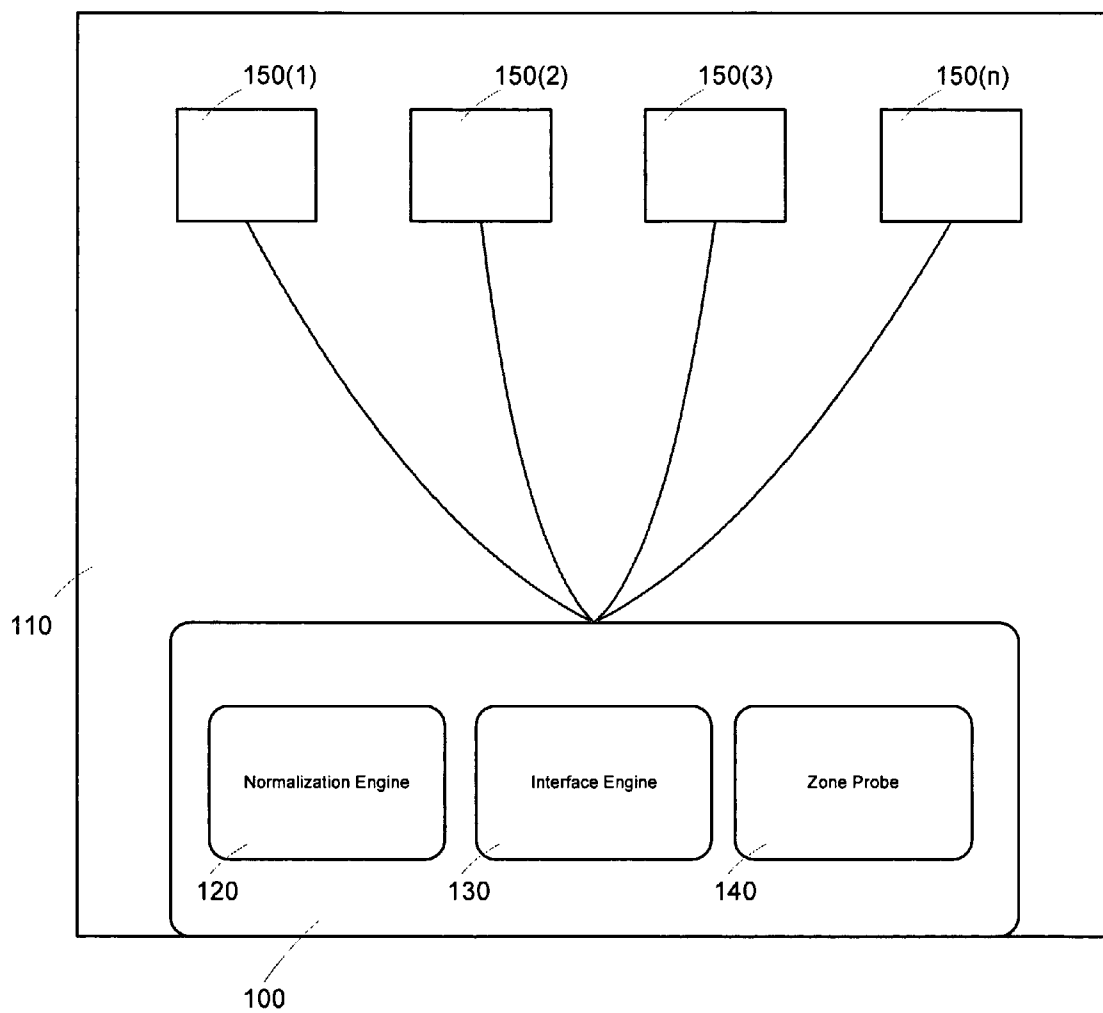 150(1)
150(2)
150(3)
150(n)
110
Normalization Engine
Interface Engine
Zone Probe
120
130
140
100